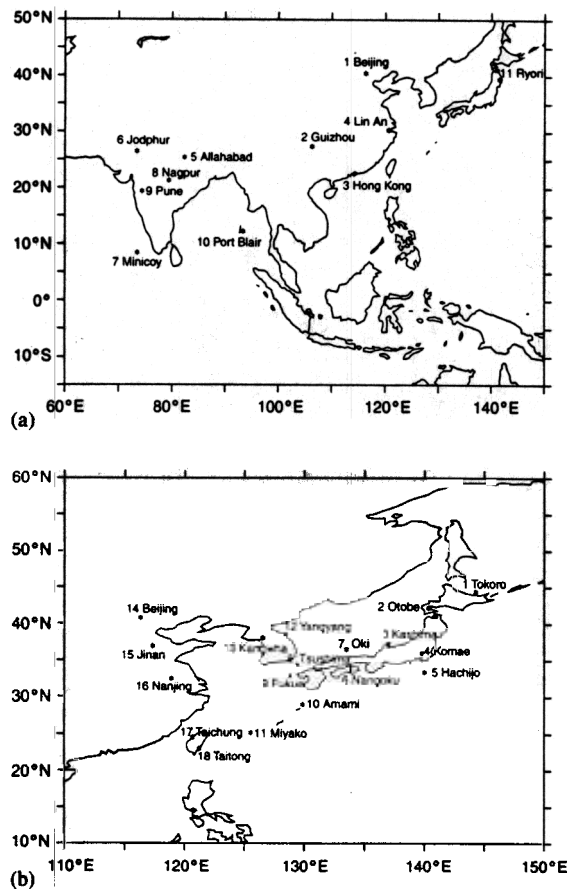 50°N
40°N
30°N
20°N
10°N
0°
10°S
1 Beijing
11 Ryori
4 Lin An
2 Guizhou
6 Jodphur
5 Allahabad
8 Nagpur
9 Pune
3 Hong Kong
10 Port Blair
7 Minicoy
60°E 80°E 100°E 120°E 140°E
(a)
60°N
50°N
40°N
30°N
20°N
10°N
1 Tokoro
2 Otobe
14 Beijing
12 Yangyang
7 Oki
3 Kashima
13 Kangwha
15 Jinan
Tsushima
4 Komae
5 Hachijo
16 Nanjing
9 Fukue
Nangoku
10 Amami
17 Taichung
11 Miyako
18 Taitong
110°E 120°E 130°E 140°E 150°E
(b)